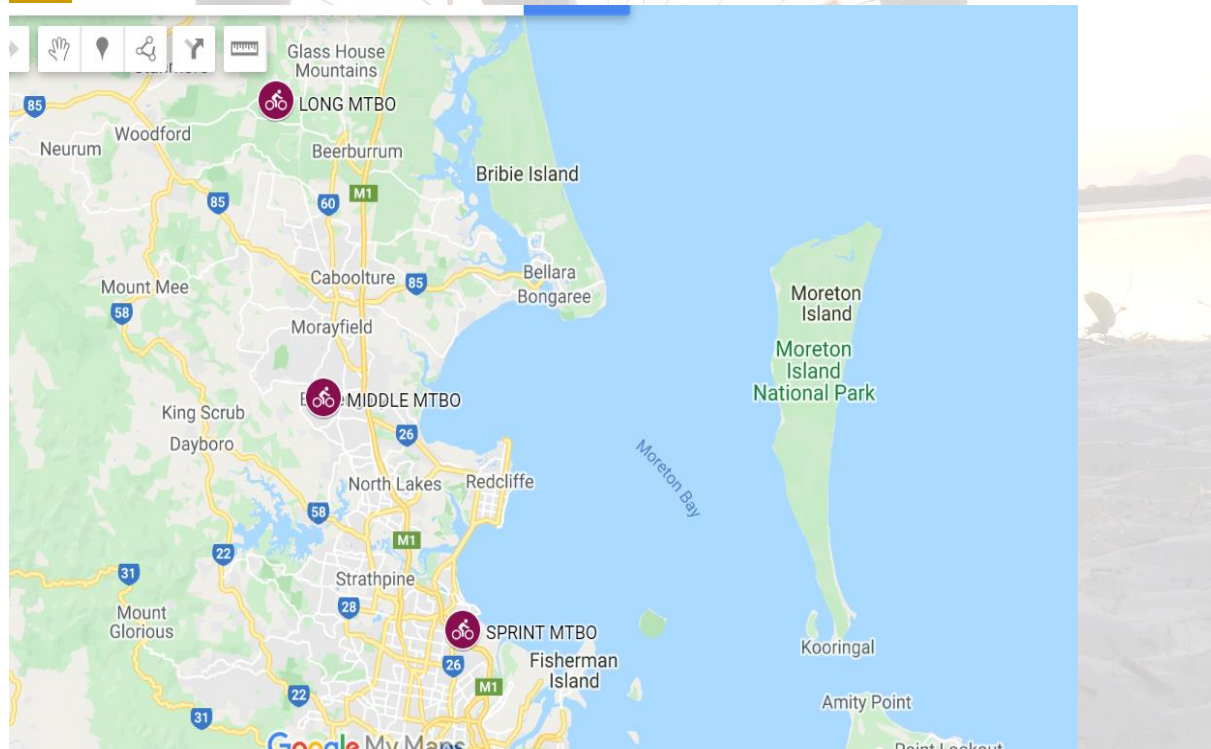 Glass House
Mountains
85
LONG MTBO
Woodford
Neurum
Beerburrum
Bribie Island
M1
85
60
Caboolture
85
Bellara
Bongaree
Mount Mee
58
Morayfield
Moreton
Island
Moreton
Island
National Park
MIDDLE MTBO
King Scrub
26
Dayboro
North Lakes
Redcliffe
Moreton Bay
58
M1
22
31
Strathpine
28
Mount
Glorious
SPRINT MTBO
Kooringal
26
Fisherman
Island
M1
22
31
Amity Point
Google My Maps
Point Lookout